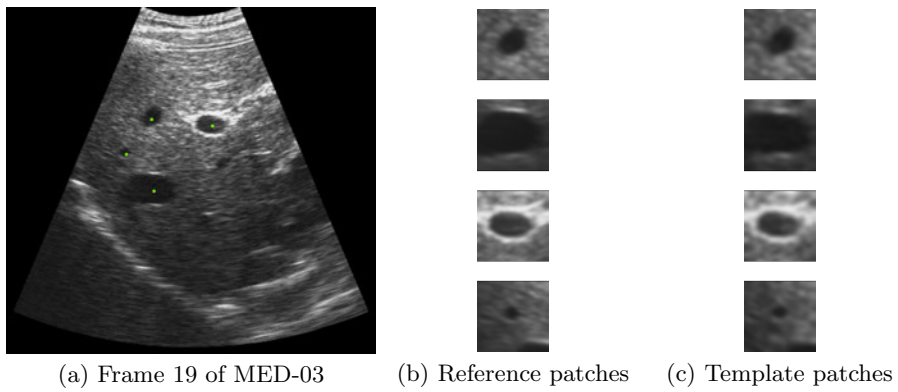 (a) Frame 19 of MED-03
(b) Reference patches
(c) Template patches